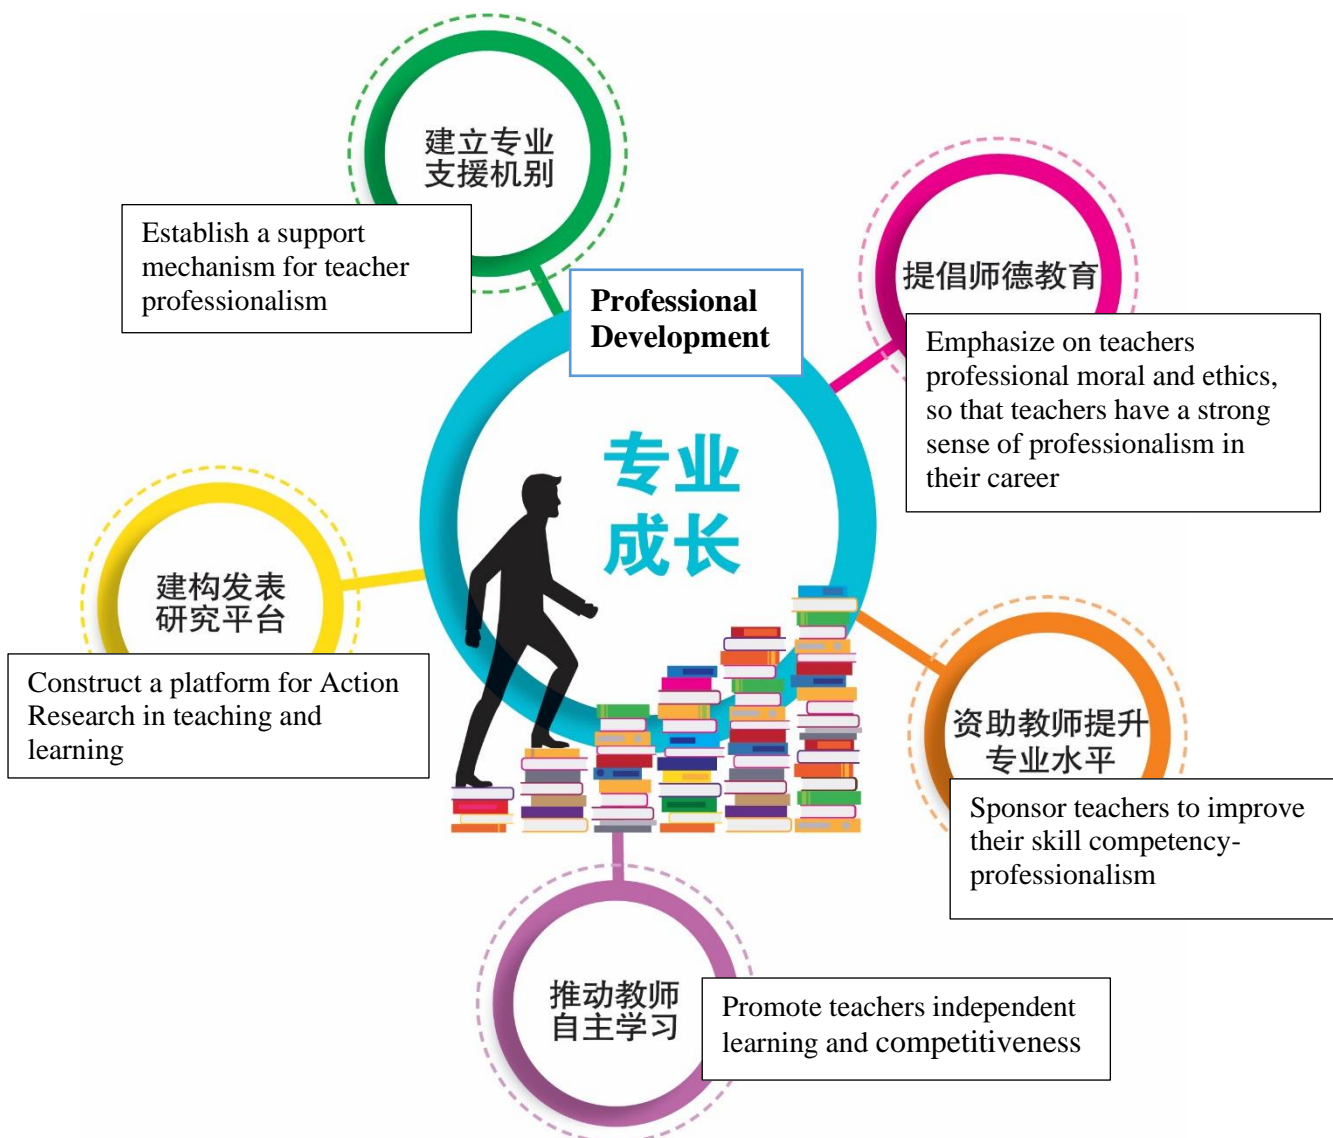 建立专业
支援机别
Establish a support
mechanism for teacher
professionalism
Professional
Development
提倡师德教育
Emphasize on teachers
professional moral and ethics,
so that teachers have a strong
sense of professionalism in
their career
专业
成长
建构发表
研究平台
Construct a platform for Action
Research in teaching and
learning
资助教师提升
专业水平
Sponsor teachers to improve
their skill competency-
professionalism
推动教师
自主学习
Promote teachers independent
learning and competitiveness